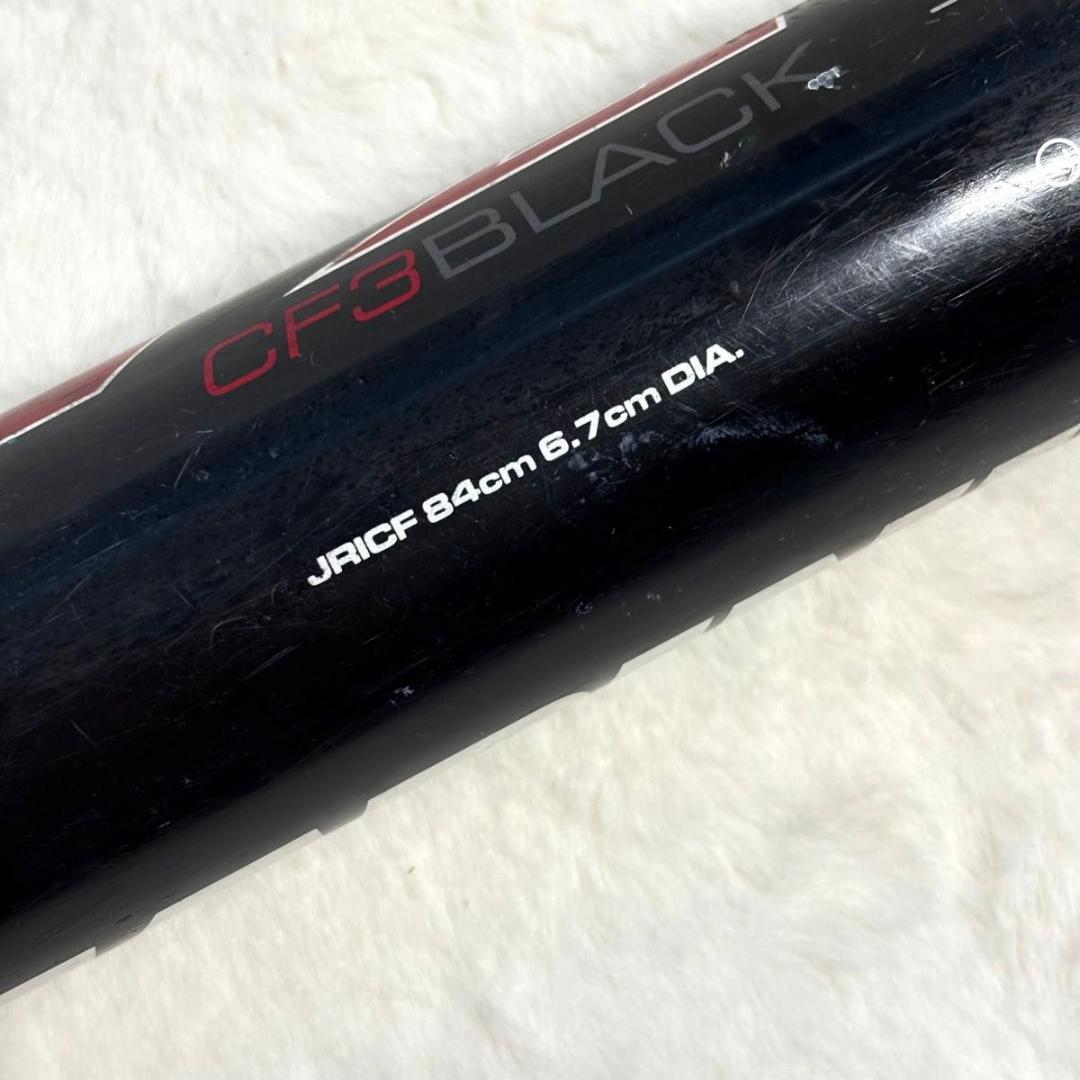 CF3BLACK
JRICF 84cm 6.7cm DIA.